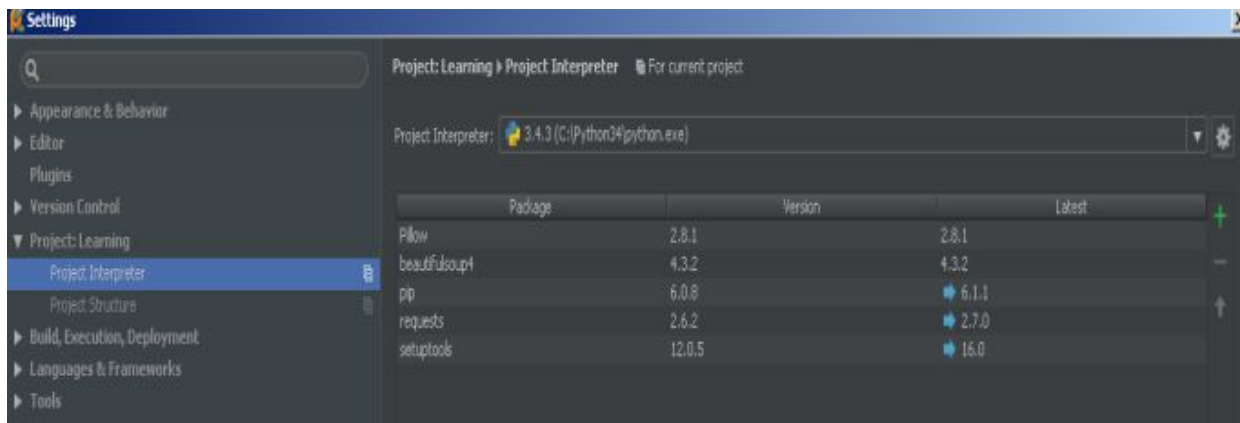 Settings
Project: Learning Project Interpreter For current project
Appearance & Behavior
Editor
Plugins
Version Control
Project: Learning
Project Interpreter
Project Structure
Build, Execution, Deployment
Languages & Frameworks
Tools
Project Interpreter: 3.4.3 (C:\Python34\python.exe)
Package Version Latest
Pillow 2.8.1 2.8.1
beautifulsoup4 4.3.2 4.3.2
pip 6.0.8 6.1.1
requests 2.6.2 2.7.0
setuptools 12.0.5 16.0